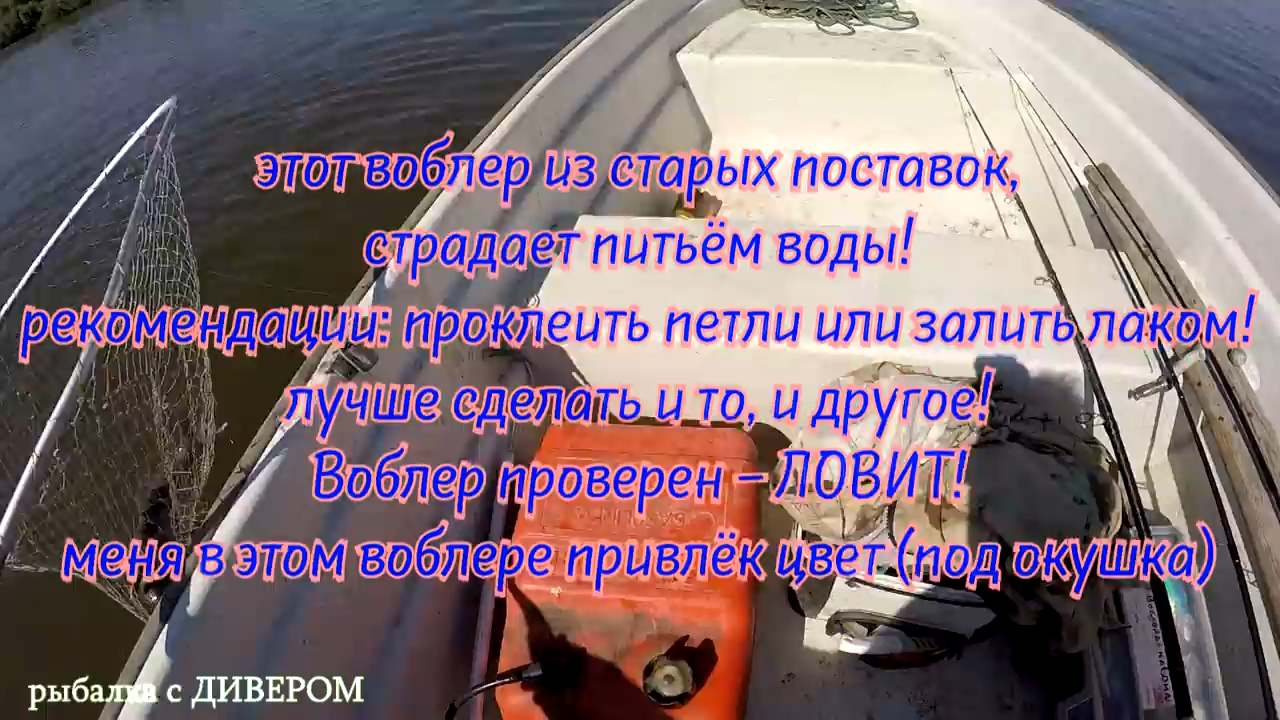 этот воблер из старых поставок,
страдает питьём воды!
рекомендации: проклеить петли или залить лаком!
лучше сделать и то, и другое!
Воблер проверен – ЛОВИТ!
меня в этом воблере привлёк цвет (под окушка)
GASOLINE
рыбалка с ДИВЕРОМ